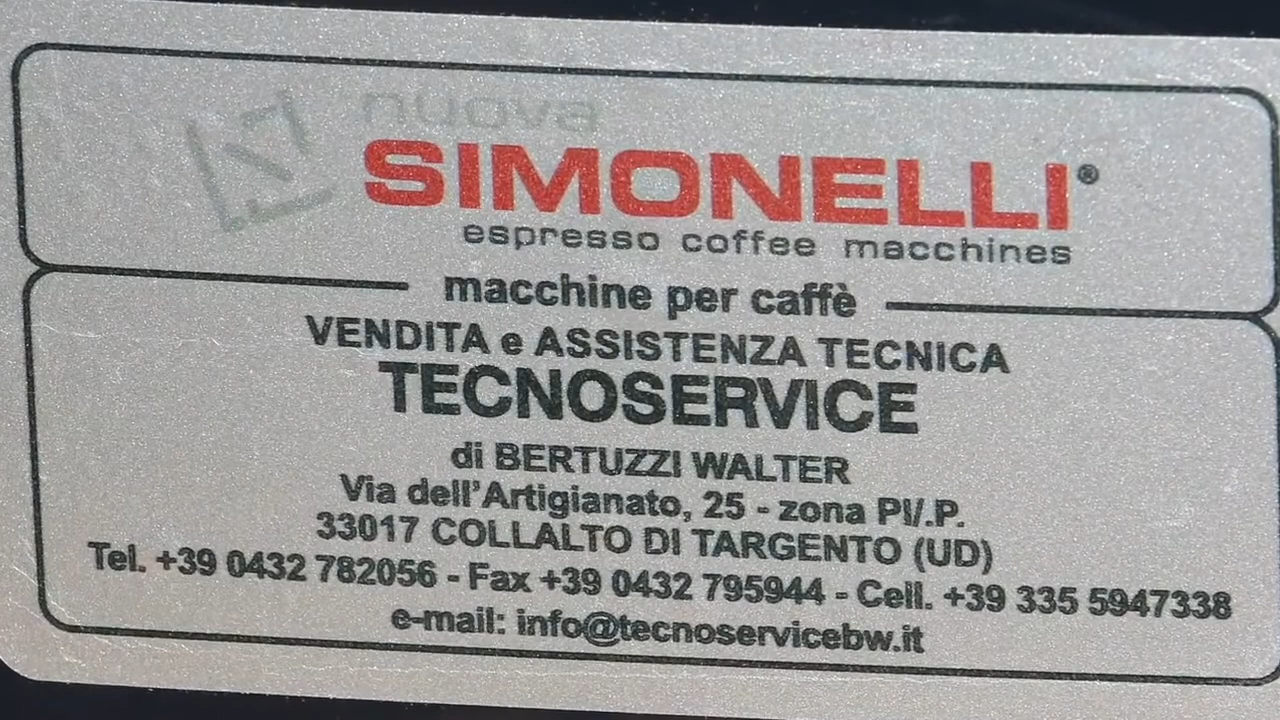 nuova
SIMONELLI®
espresso coffee macchines
macchine per caffè
VENDITA e ASSISTENZA TECNICA
TECNOSERVICE
di BERTUZZI WALTER
Via dell'Artigianato, 25 - zona PI/.P.
33017 COLLALTO DI TARGENTO (UD)
Tel. +39 0432 782056 - Fax +39 0432 795944 - Cell. +39 335 5947338
e-mail: info@tecnoservicebw.it